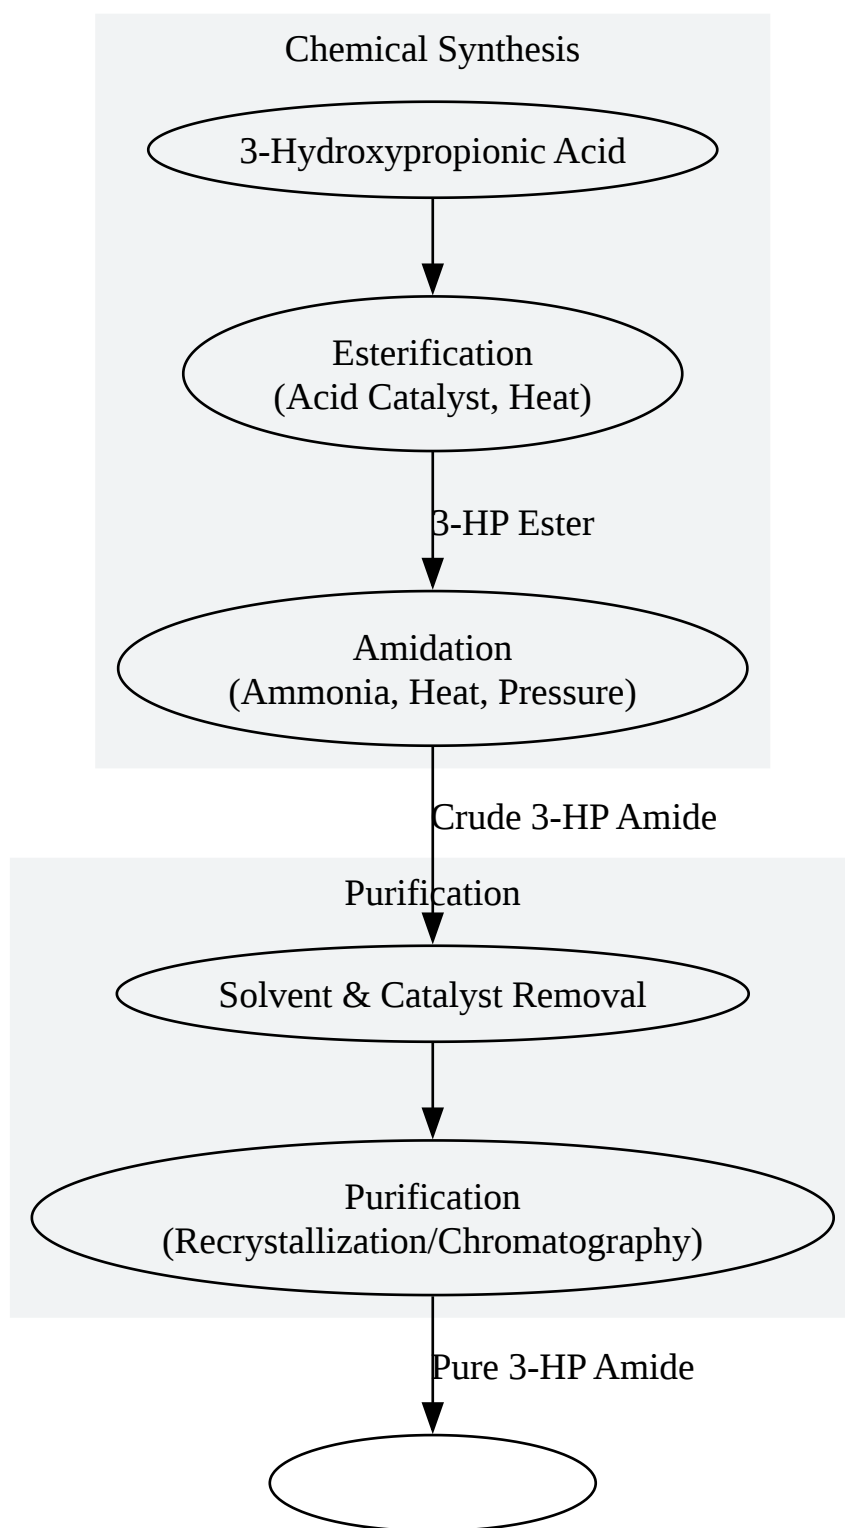 Chemical Synthesis
3-Hydroxypropionic Acid
Esterification
(Acid Catalyst, Heat)
3-HP Ester
Amidation
(Ammonia, Heat, Pressure)
Crude 3-HP Amide
Purification
Solvent & Catalyst Removal
Purification
(Recrystallization/Chromatography)
Pure 3-HP Amide